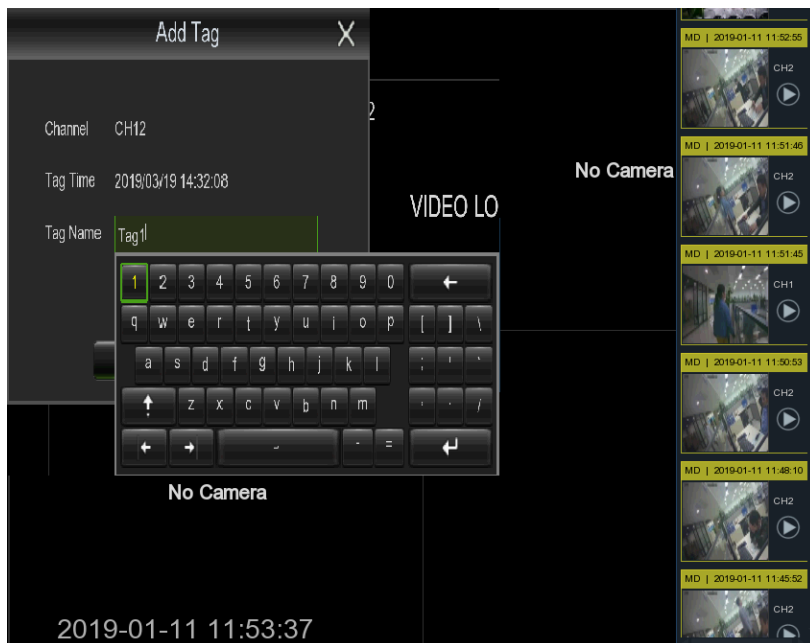 Add Tag X
Channel CH12
Tag Time 2019/03/19 14:32:08
Tag Name Tag1
1 2 3 4 5 6 7 8 9 0
q w e r t y u i o p [ ] \
a s d f g h j k l ; ' `
z x c v b n m , . /
- =
2
VIDEO LO
No Camera
No Camera
2019-01-11 11:53:37
MD | 2019-01-11 11:52:55
CH2
MD | 2019-01-11 11:51:46
CH2
MD | 2019-01-11 11:51:45
CH1
MD | 2019-01-11 11:50:53
CH2
MD | 2019-01-11 11:48:10
CH2
MD | 2019-01-11 11:45:52
CH2